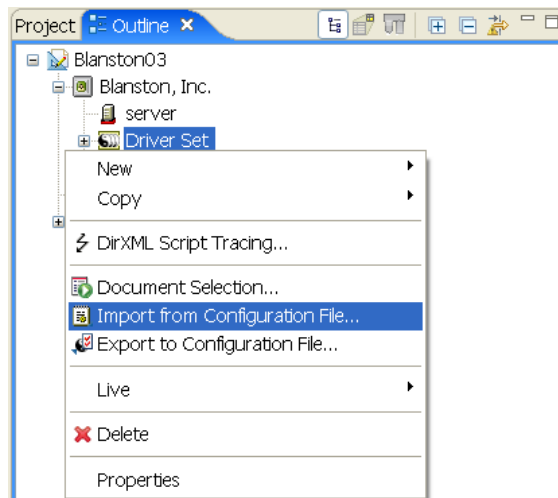 Project Outline
Blanston03
Blanston, Inc.
server
Driver Set
New
Copy
DirXML Script Tracing...
Document Selection...
Import from Configuration File...
Export to Configuration File...
Live
Delete
Properties